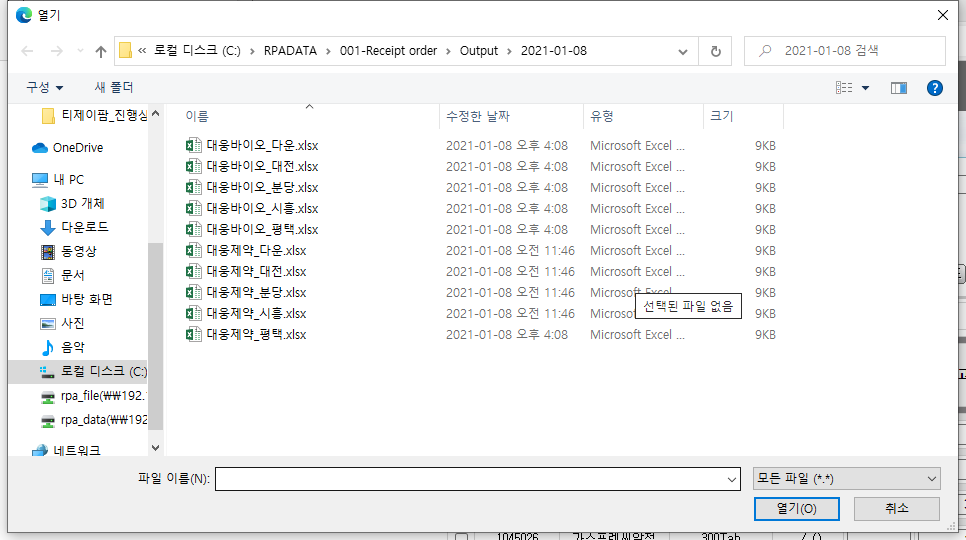 열기
« 로컬 디스크 (C:) > RPADATA > 001-Receipt order > Output > 2021-01-08
2021-01-08 검색
구성 새 폴더
이름 수정한 날짜 유형 크기
티제이팜_진행상
OneDrive
내 PC
3D 개체
다운로드
동영상
문서
바탕 화면
사진
음악
로컬 디스크 (C:)
rpa_file(₩₩192.
rpa_data(₩₩192
네트워크
대웅바이오_다운.xlsx 2021-01-08 오후 4:08 Microsoft Excel ... 9KB
대웅바이오_대전.xlsx 2021-01-08 오후 4:08 Microsoft Excel ... 9KB
대웅바이오_분당.xlsx 2021-01-08 오후 4:08 Microsoft Excel ... 9KB
대웅바이오_시흥.xlsx 2021-01-08 오후 4:08 Microsoft Excel ... 9KB
대웅바이오_평택.xlsx 2021-01-08 오후 4:08 Microsoft Excel ... 9KB
대웅제약_다운.xlsx 2021-01-08 오전 11:46 Microsoft Excel ... 9KB
대웅제약_대전.xlsx 2021-01-08 오전 11:46 Microsoft Excel ... 9KB
대웅제약_분당.xlsx 2021-01-08 오전 11:46 Microsoft Excel ... 9KB
대웅제약_시흥.xlsx 2021-01-08 오전 11:46 Microsoft Excel ... 9KB
대웅제약_평택.xlsx 2021-01-08 오후 4:08 Microsoft Excel ... 9KB
선택된 파일 없음
파일 이름(N):
모든 파일 (*.*)
열기(O) 취소
1045026 300Tab